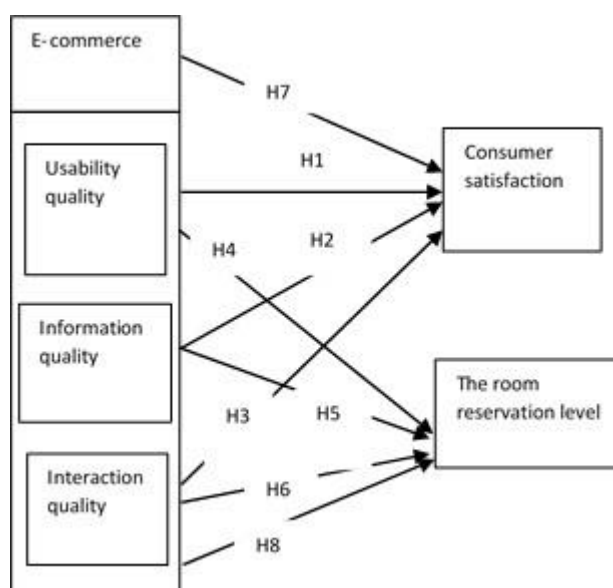 E-commerce
H7
Usability
quality
H1
Consumer
satisfaction
H4
H2
Information
quality
The room
reservation level
H3
H5
Interaction
quality
H6
H8